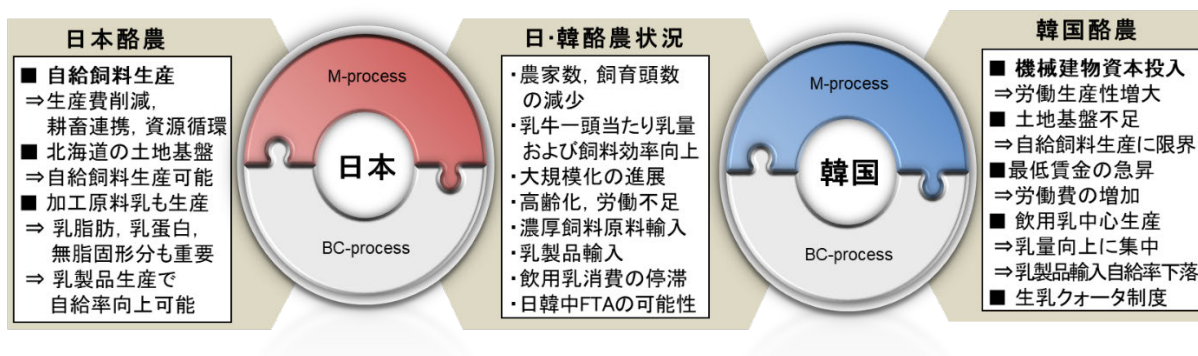 日本酪農
■ 自給飼料生産
⇒生産費削減,
耕畜連携, 資源循環
■ 北海道の土地基盤
⇒自給飼料生産可能
■ 加工原料乳も生産
⇒ 乳脂肪, 乳蛋白,
無脂固形分も重要
⇒ 乳製品生産で
自給率向上可能
M-process
日本
BC-process
日·韓酪農状況
・農家数, 飼育頭数
の減少
・乳牛一頭当たり乳量
および飼料効率向上
・大規模化の進展
・高齢化, 労働不足
・濃厚飼料原料輸入
・乳製品輸入
・飲用乳消費の停滞
・日韓中FTAの可能性
M-process
韓国
BC-process
韓国酪農
■ 機械建物資本投入
⇒労働生産性増大
■ 土地基盤不足
⇒自給飼料生産に限界
■最低賃金の急昇
⇒労働費の増加
■ 飲用乳中心生産
⇒乳量向上に集中
⇒乳製品輸入自給率下落
■ 生乳クォータ制度